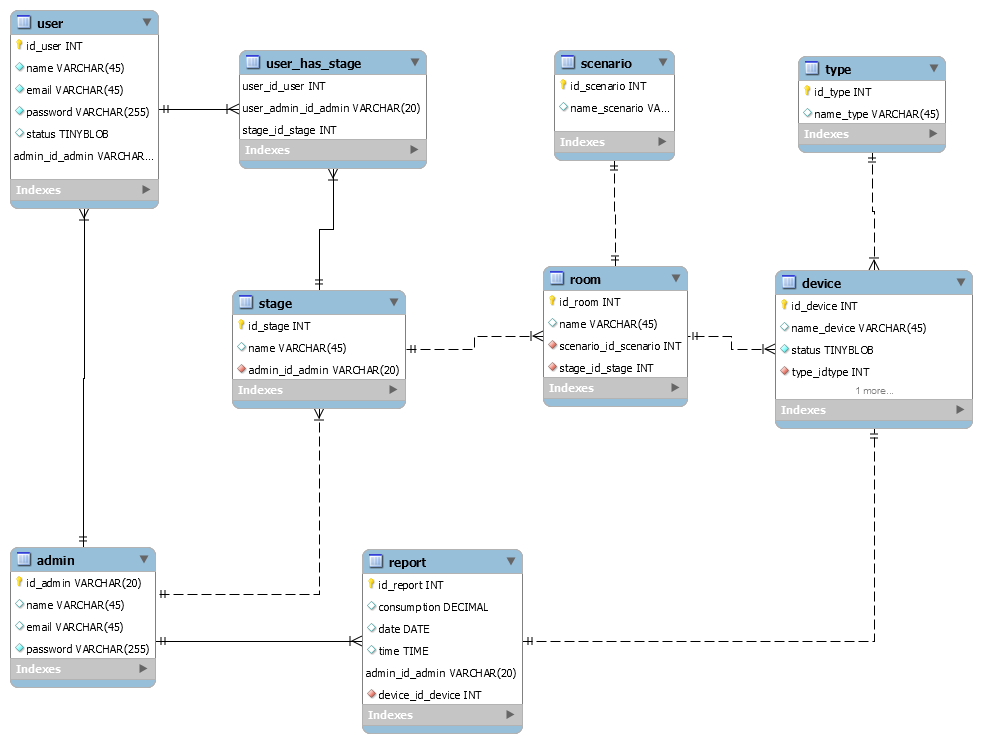 user
id_user INT
name VARCHAR(45)
email VARCHAR(45)
password VARCHAR(255)
status TINYBLOB
admin_id_admin VARCHAR...
Indexes
user_has_stage
user_id_user INT
user_admin_id_admin VARCHAR(20)
stage_id_stage INT
Indexes
scenario
id_scenario INT
name_scenario VA...
Indexes
type
id_type INT
name_type VARCHAR(45)
Indexes
stage
id_stage INT
name VARCHAR(45)
admin_id_admin VARCHAR(20)
Indexes
room
id_room INT
name VARCHAR(45)
scenario_id_scenario INT
stage_id_stage INT
Indexes
device
id_device INT
name_device VARCHAR(45)
status TINYBLOB
type_idtype INT
1 more...
Indexes
admin
id_admin VARCHAR(20)
name VARCHAR(45)
email VARCHAR(45)
password VARCHAR(255)
Indexes
report
id_report INT
consumption DECIMAL
date DATE
time TIME
admin_id_admin VARCHAR(20)
device_id_device INT
Indexes